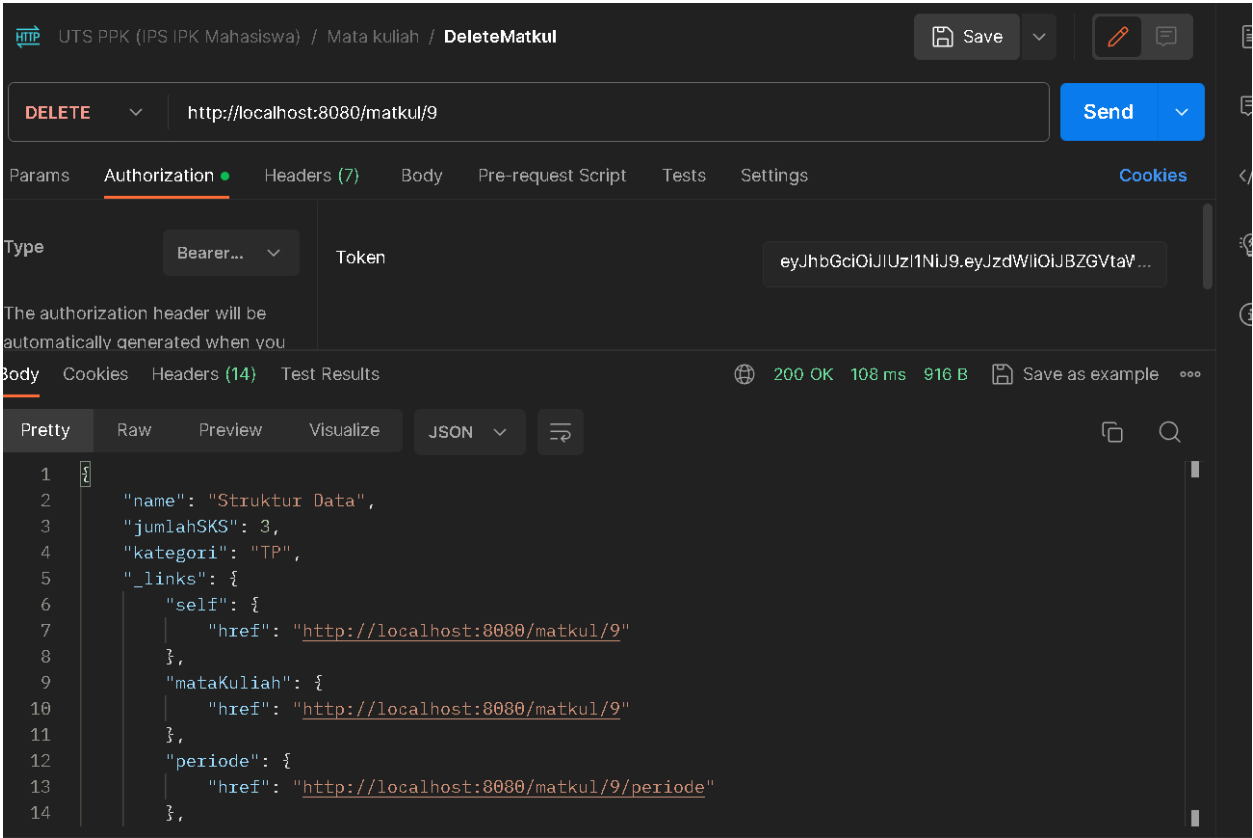 HTTP UTS PPK (IPS IPK Mahasiswa) / Mata kuliah / DeleteMatkul Save
DELETE http://localhost:8080/matkul/9 Send
Params Authorization Headers (7) Body Pre-request Script Tests Settings Cookies
Type Bearer... Token eyJhbGciOiJIUzI1NiJ9.eyJzdWIiOiJBZGVtaW...
The authorization header will be
automatically generated when you
Body Cookies Headers (14) Test Results 200 OK 108 ms 916 B Save as example
Pretty Raw Preview Visualize JSON
1 {
2 "name": "Struktur Data",
3 "jumlahSKS": 3,
4 "kategori": "TP",
5 "_links": {
6 "self": {
7 "href": "http://localhost:8080/matkul/9"
8 },
9 "mataKuliah": {
10 "href": "http://localhost:8080/matkul/9"
11 },
12 "periode": {
13 "href": "http://localhost:8080/matkul/9/periode"
14 },